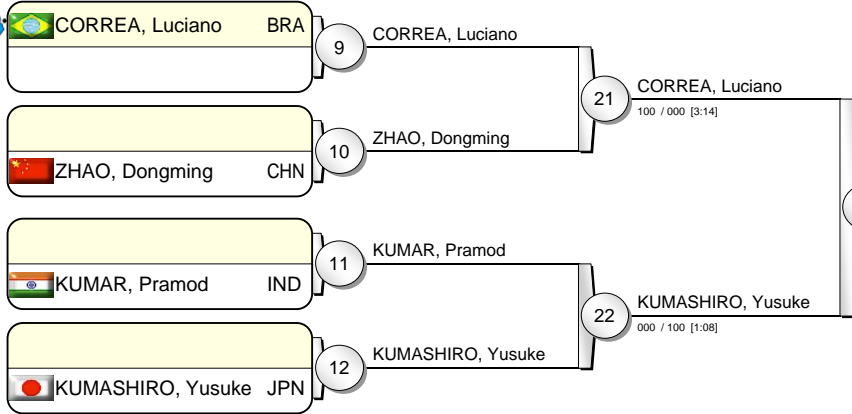 CORREA, Luciano BRA
9
CORREA, Luciano
21
CORREA, Luciano
100 / 000 [3:14]
10
ZHAO, Dongming
ZHAO, Dongming CHN
11
KUMAR, Pramod
KUMAR, Pramod IND
22
KUMASHIRO, Yusuke
000 / 100 [1:08]
12
KUMASHIRO, Yusuke
KUMASHIRO, Yusuke JPN